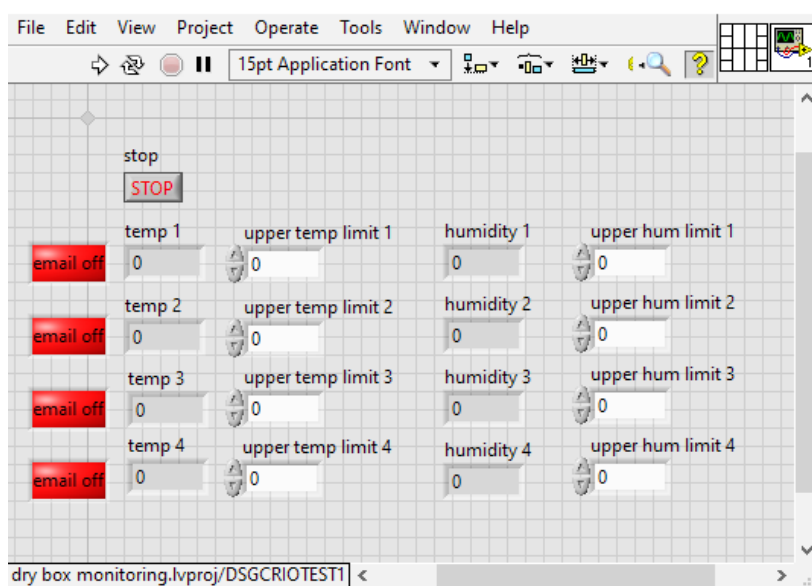 File Edit View Project Operate Tools Window Help
15pt Application Font
1
stop
STOP
temp 1 upper temp limit 1 humidity 1 upper hum limit 1
email off 0 0 0 0
temp 2 upper temp limit 2 humidity 2 upper hum limit 2
email off 0 0 0 0
temp 3 upper temp limit 3 humidity 3 upper hum limit 3
email off 0 0 0 0
temp 4 upper temp limit 4 humidity 4 upper hum limit 4
email off 0 0 0 0
dry box monitoring.lvproj/DSGCRIOTEST1